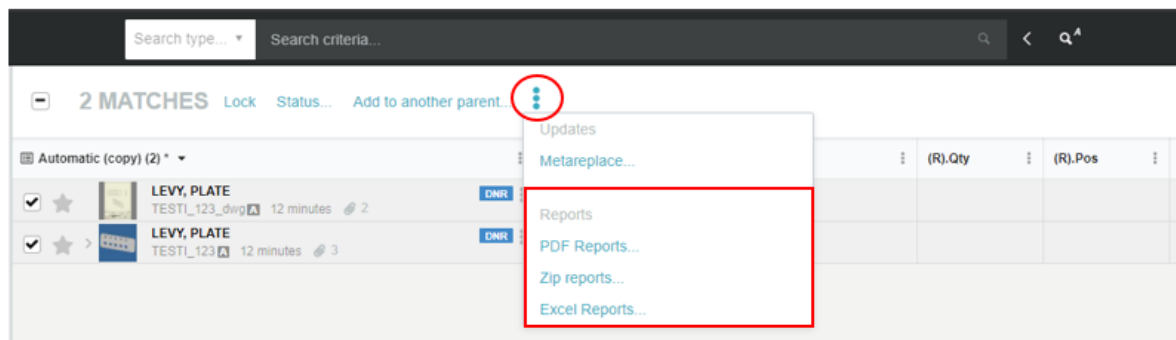 Search type... Search criteria...
2 MATCHES Lock Status... Add to another parent...
Updates
Metareplace...
Automatic (copy) (2) * (R).Qty (R).Pos
LEVY, PLATE DNR
TESTI_123_dwg A 12 minutes 2
Reports
LEVY, PLATE DNR
TESTI_123 A 12 minutes 3
PDF Reports...
Zip reports...
Excel Reports...